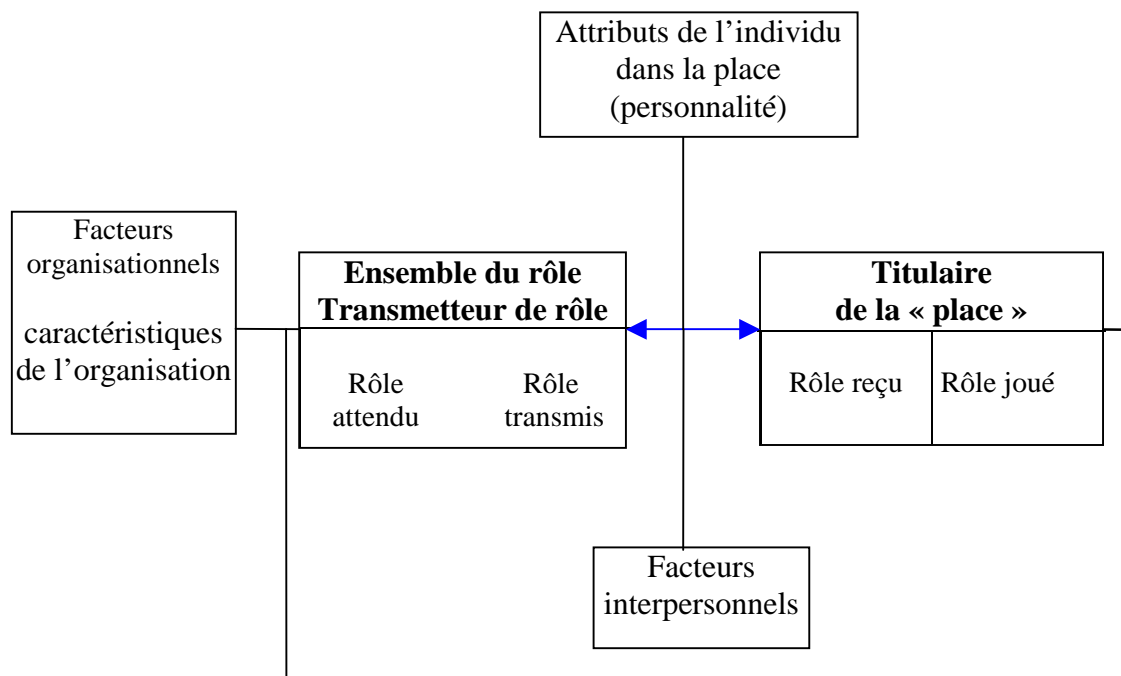 Attributs de l’individu
dans la place
(personnalité)
Facteurs
organisationnels
caractéristiques
de l’organisation
Ensemble du rôle
Transmetteur de rôle
Rôle
attendu
Rôle
transmis
Titulaire
de la « place »
Rôle reçu
Rôle joué
Facteurs
interpersonnels